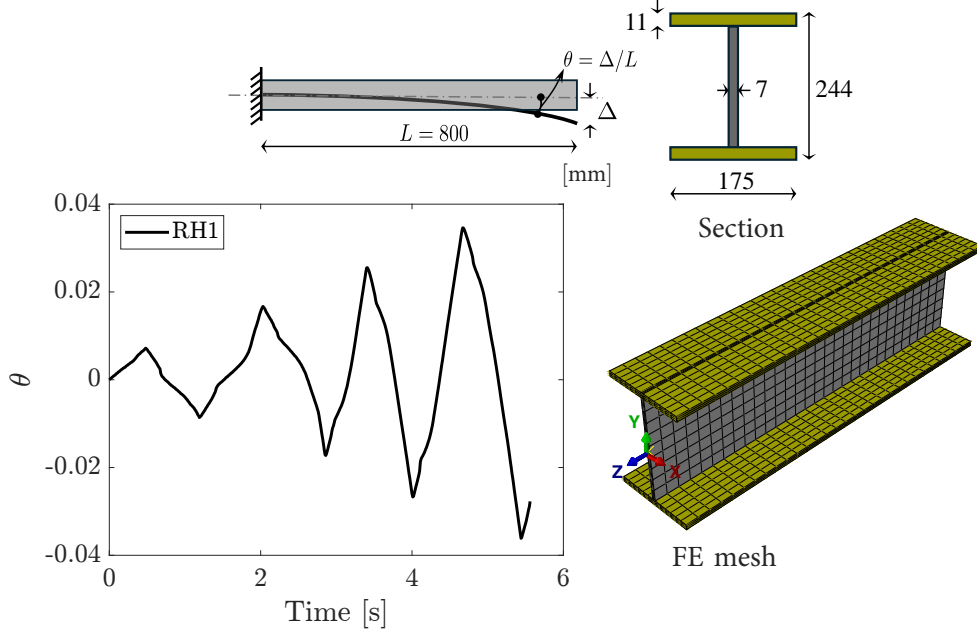 θ = Δ/L
Δ
L = 800
[mm]
11
7
244
175
Section
RH1
0.04
0.02
0
-0.02
-0.04
θ
0
2
4
6
Time [s]
Y
Z
X
FE mesh